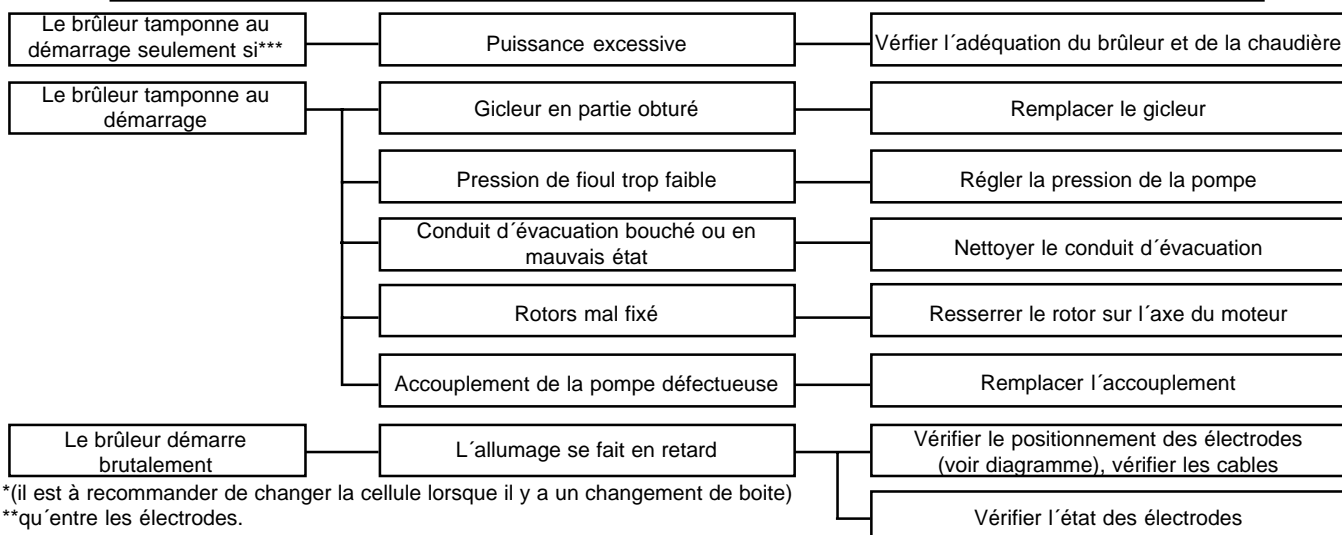 Le brûleur tamponne au
démarrage seulement si***
Puissance excessive
Vérfier l´adéquation du brûleur et de la chaudière
Le brûleur tamponne au
démarrage
Gicleur en partie obturé
Remplacer le gicleur
Pression de fioul trop faible
Régler la pression de la pompe
Conduit d´évacuation bouché ou en
mauvais état
Nettoyer le conduit d´évacuation
Rotors mal fixé
Resserrer le rotor sur l´axe du moteur
Accouplement de la pompe défectueuse
Remplacer l´accouplement
Le brûleur démarre
brutalement
L´allumage se fait en retard
Vérifier le positionnement des électrodes
(voir diagramme), vérifier les cables
Vérifier l´état des électrodes
*(il est à recommander de changer la cellule lorsque il y a un changement de boite)
**qu´entre les électrodes.